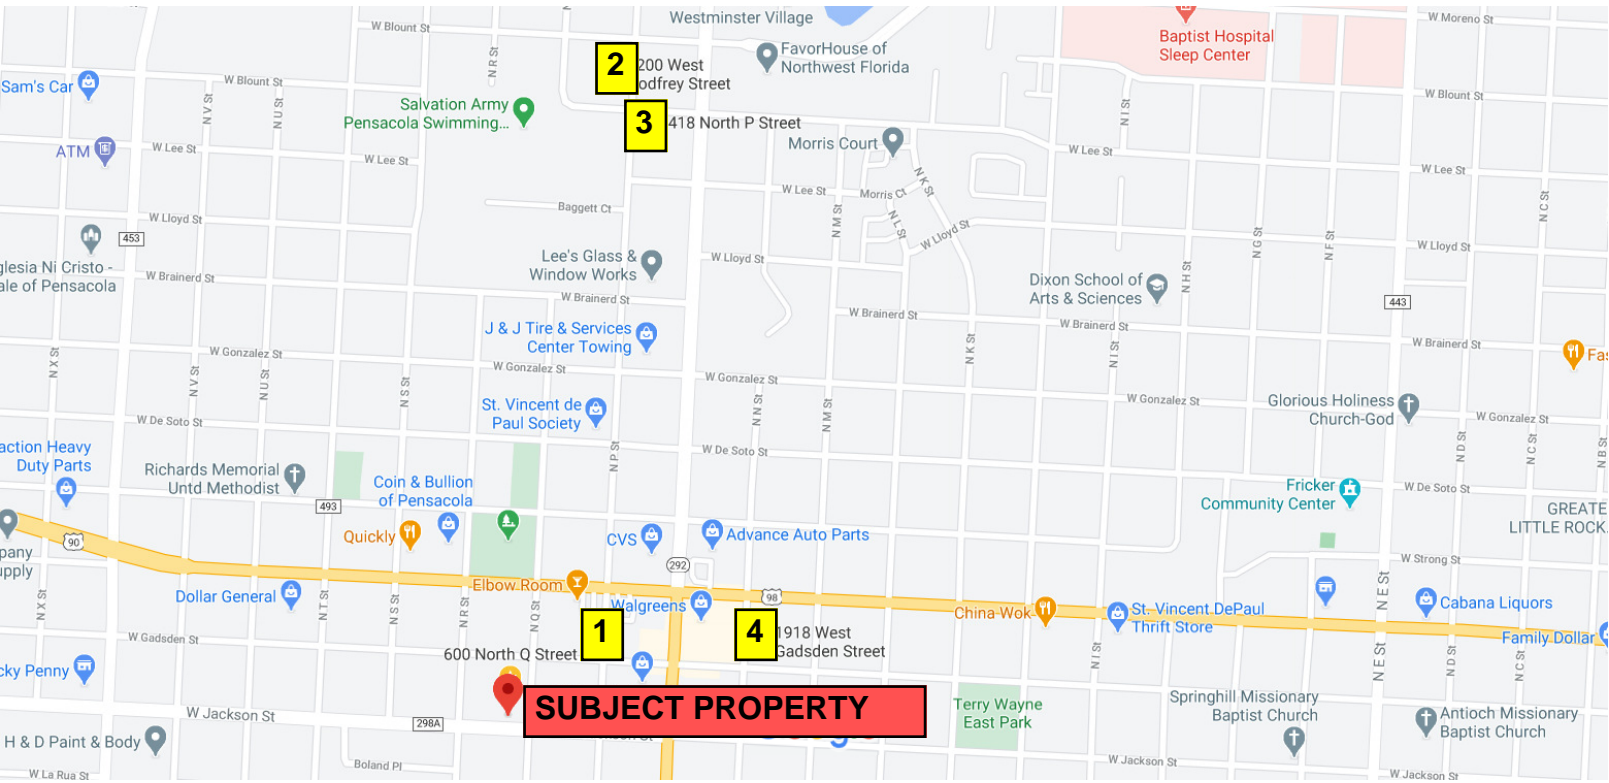 Westminster Village
W Moreno St
W Blount St
Baptist Hospital
Sleep Center
FavorHouse of
Northwest Florida
2
200 West
odfrey Street
N R St
Sam's Car
W Blount St
W Blount St
N V St
N U St
Salvation Army
Pensacola Swimming...
3
418 North P Street
N I St
Morris Court
ATM
W Lee St
W Lee St
W Lee St
W Lee St
N K St
W Lee St
Morris Ct
N C St
Baggett Ct
W Lloyd St
N M St
N L St
W Lloyd St
453
N G St
N F St
W Lloyd St
Lee's Glass &
Window Works
W Lloyd St
glesia Ni Cristo -
ale of Pensacola
W Brainerd St
Dixon School of
Arts & Sciences
N H St
W Brainerd St
443
W Brainerd St
W Brainerd St
W Brainerd St
J & J Tire & Services
Center Towing
N X St
W Gonzalez St
N K St
N I St
Fas
N V St
N U St
N S St
W Gonzalez St
W Gonzalez St
W Gonzalez St
Glorious Holiness
Church-God
W Gonzalez St
St. Vincent de
Paul Society
N N St
N M St
W De Soto St
N P St
W De Soto St
N D St
N C St
N B St
action Heavy
Duty Parts
Richards Memorial
Untd Methodist
Coin & Bullion
of Pensacola
Fricker
Community Center
W De Soto St
493
GREATE
LITTLE ROCK
Quickly
CVS
Advance Auto Parts
90
pany
upply
292
W Strong St
Elbow Room
98
Dollar General
Walgreens
China Wok
St. Vincent DePaul
Thrift Store
N E St
Cabana Liquors
N X St
N T St
N S St
N R St
N Q St
1
4
1918 West
Gadsden Street
Family Dollar
W Gadsden St
600 North Q Street
N I St
N E St
N D St
N C St
cky Penny
SUBJECT PROPERTY
Terry Wayne
East Park
Springhill Missionary
Baptist Church
Antioch Missionary
Baptist Church
W Jackson St
298A
H & D Paint & Body
W Jackson St
W Jackson St
Boland Pl
W La Rua St